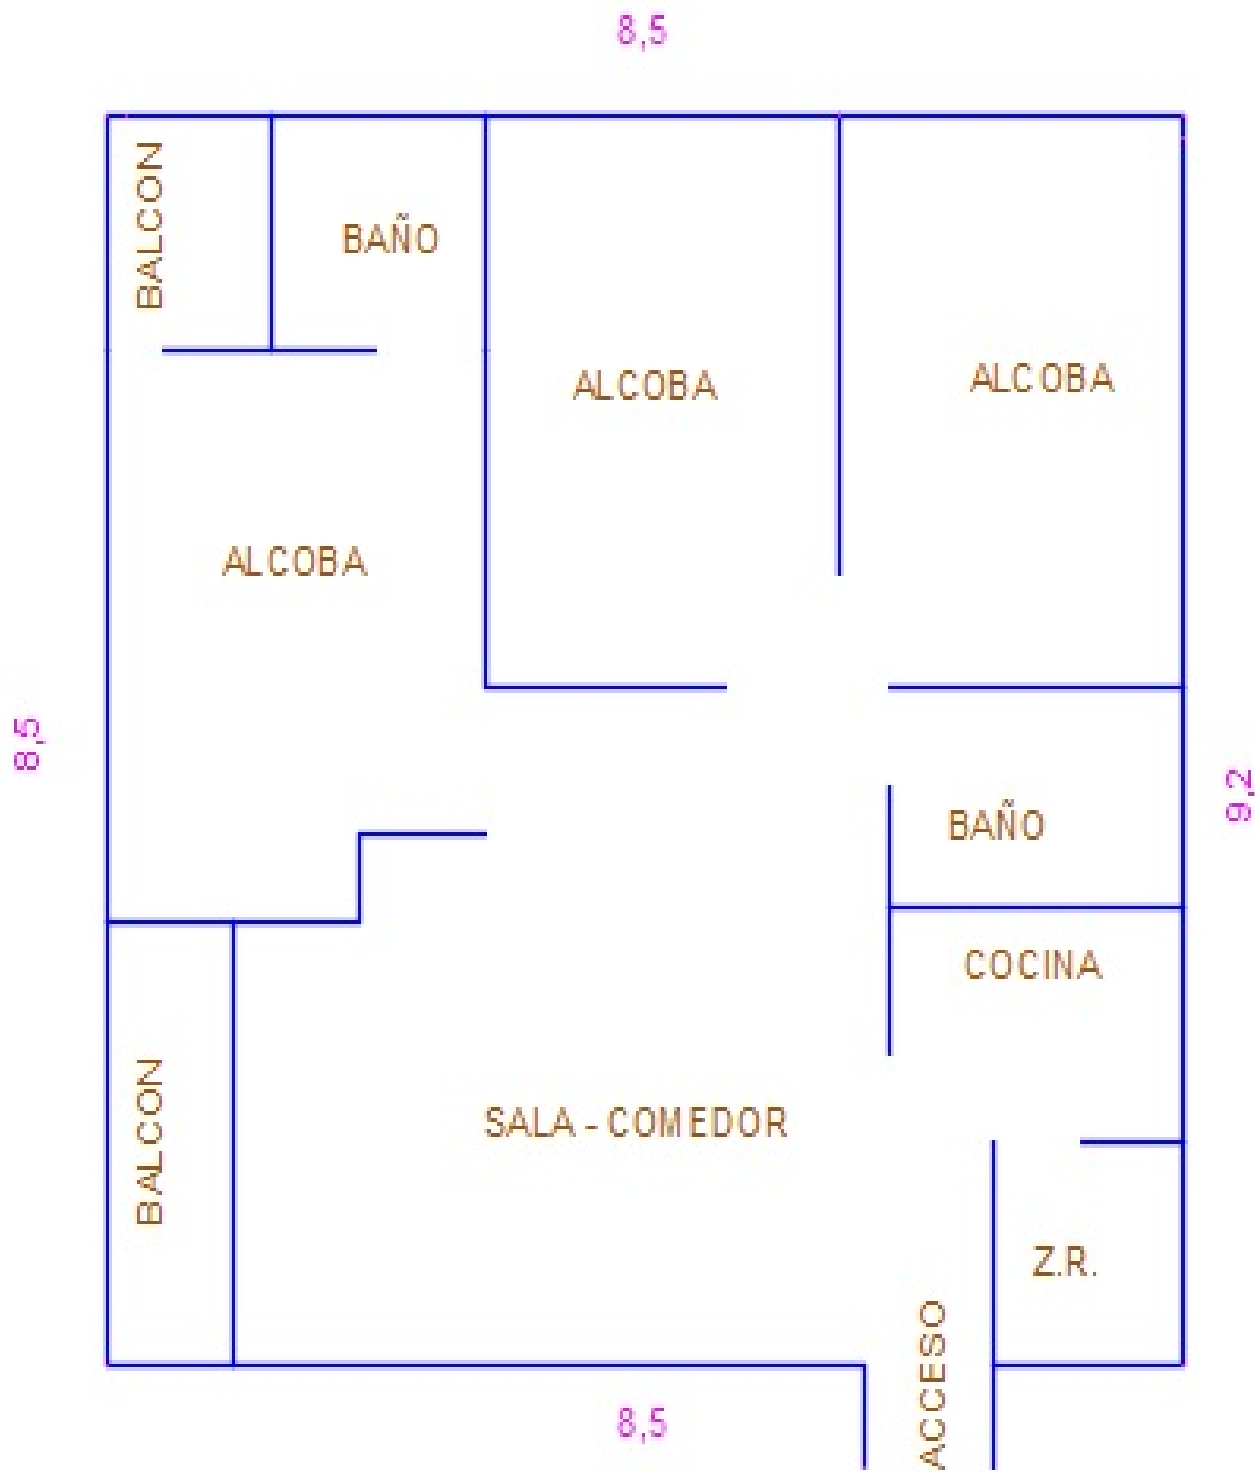 8,5
BALCON
BAÑO
ALCOBA
ALCOBA
ALCOBA
8,5
9,2
BAÑO
COCINA
BALCON
SALA - COMEDOR
Z.R.
ACCESO
8,5